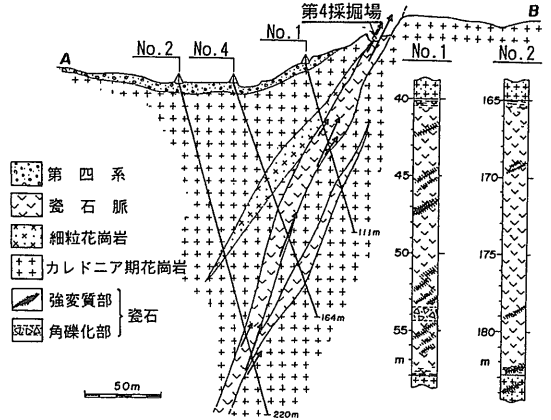 第4採掘場
A
B
No.2
No.4
No.1
No.1
No.2
40
45
50
55
m
165
170
175
180
m
111m
164m
220m
第四系
瓷石脈
細粒花崗岩
カレドニア期花崗岩
強変質部
角礫化部
瓷石
50m